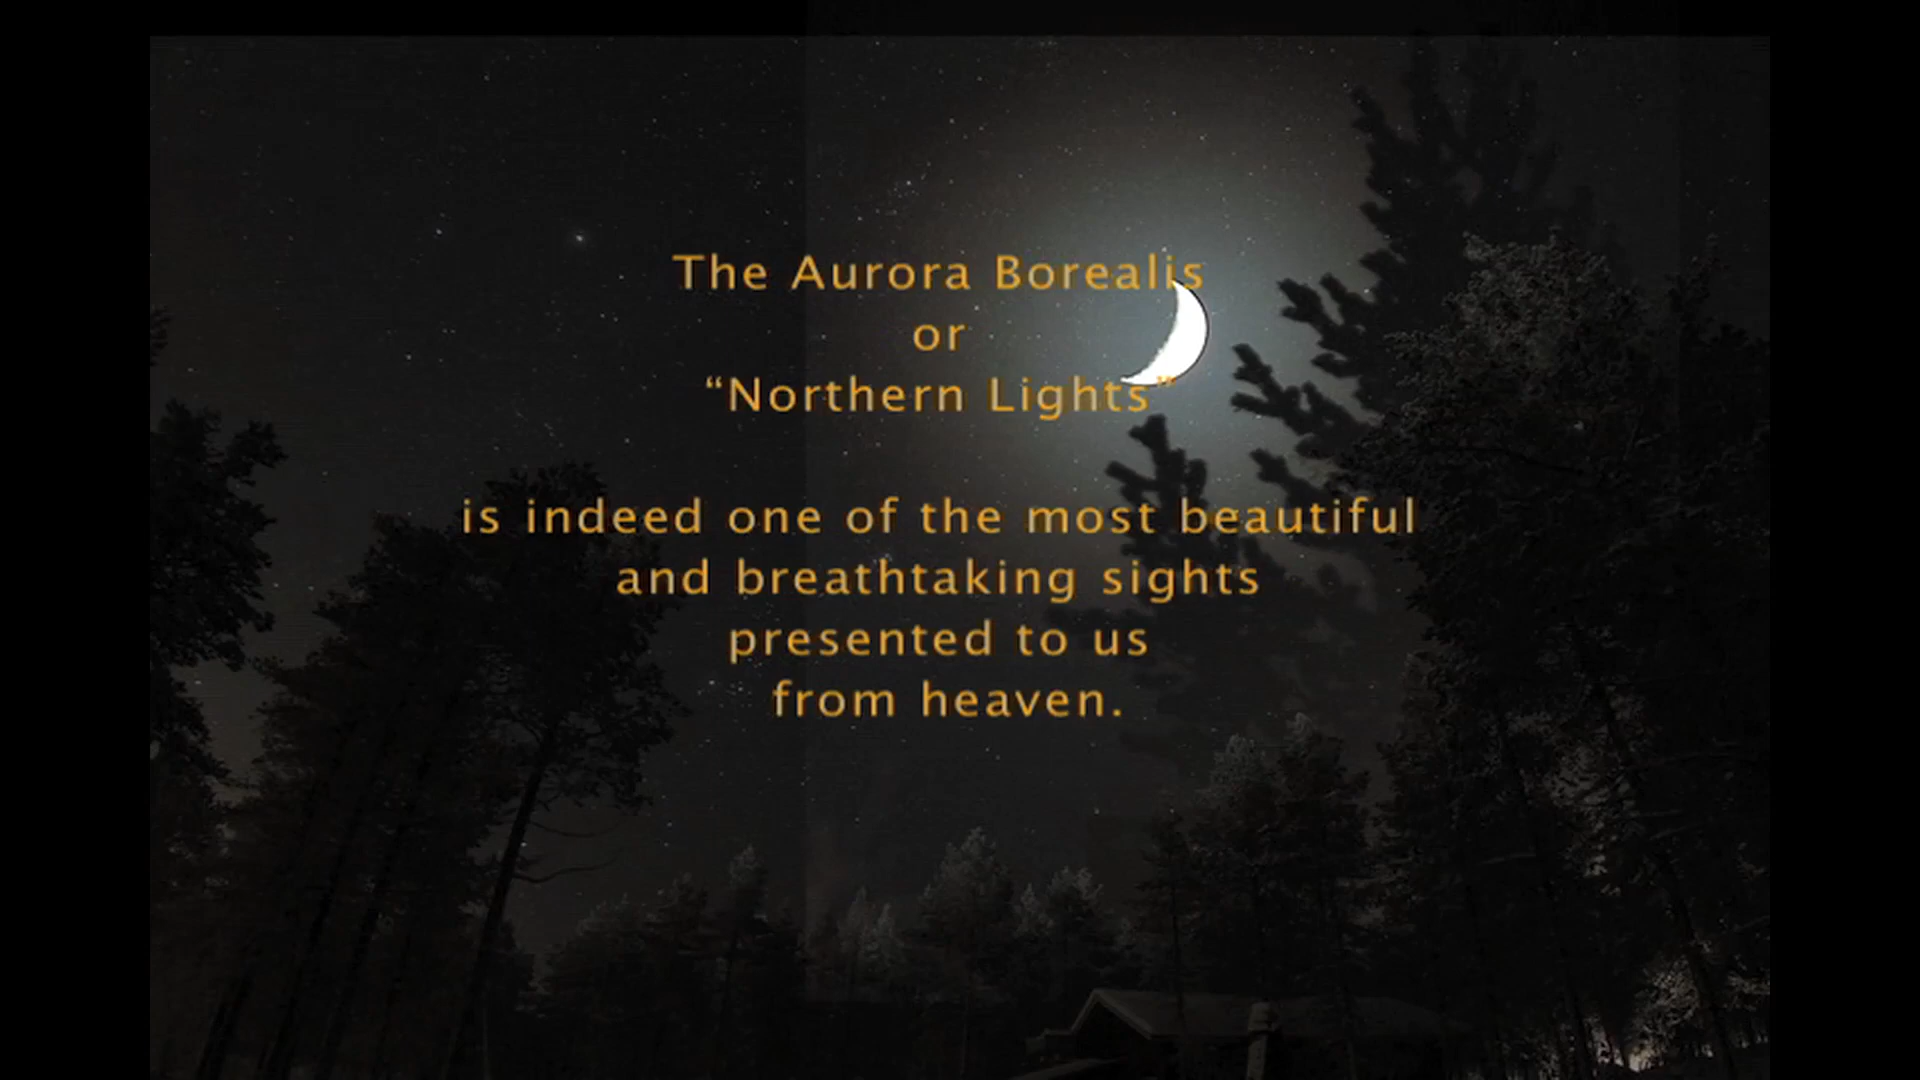 The Aurora Borealis
or
“Northern Lights”
is indeed one of the most beautiful
and breathtaking sights
presented to us
from heaven.